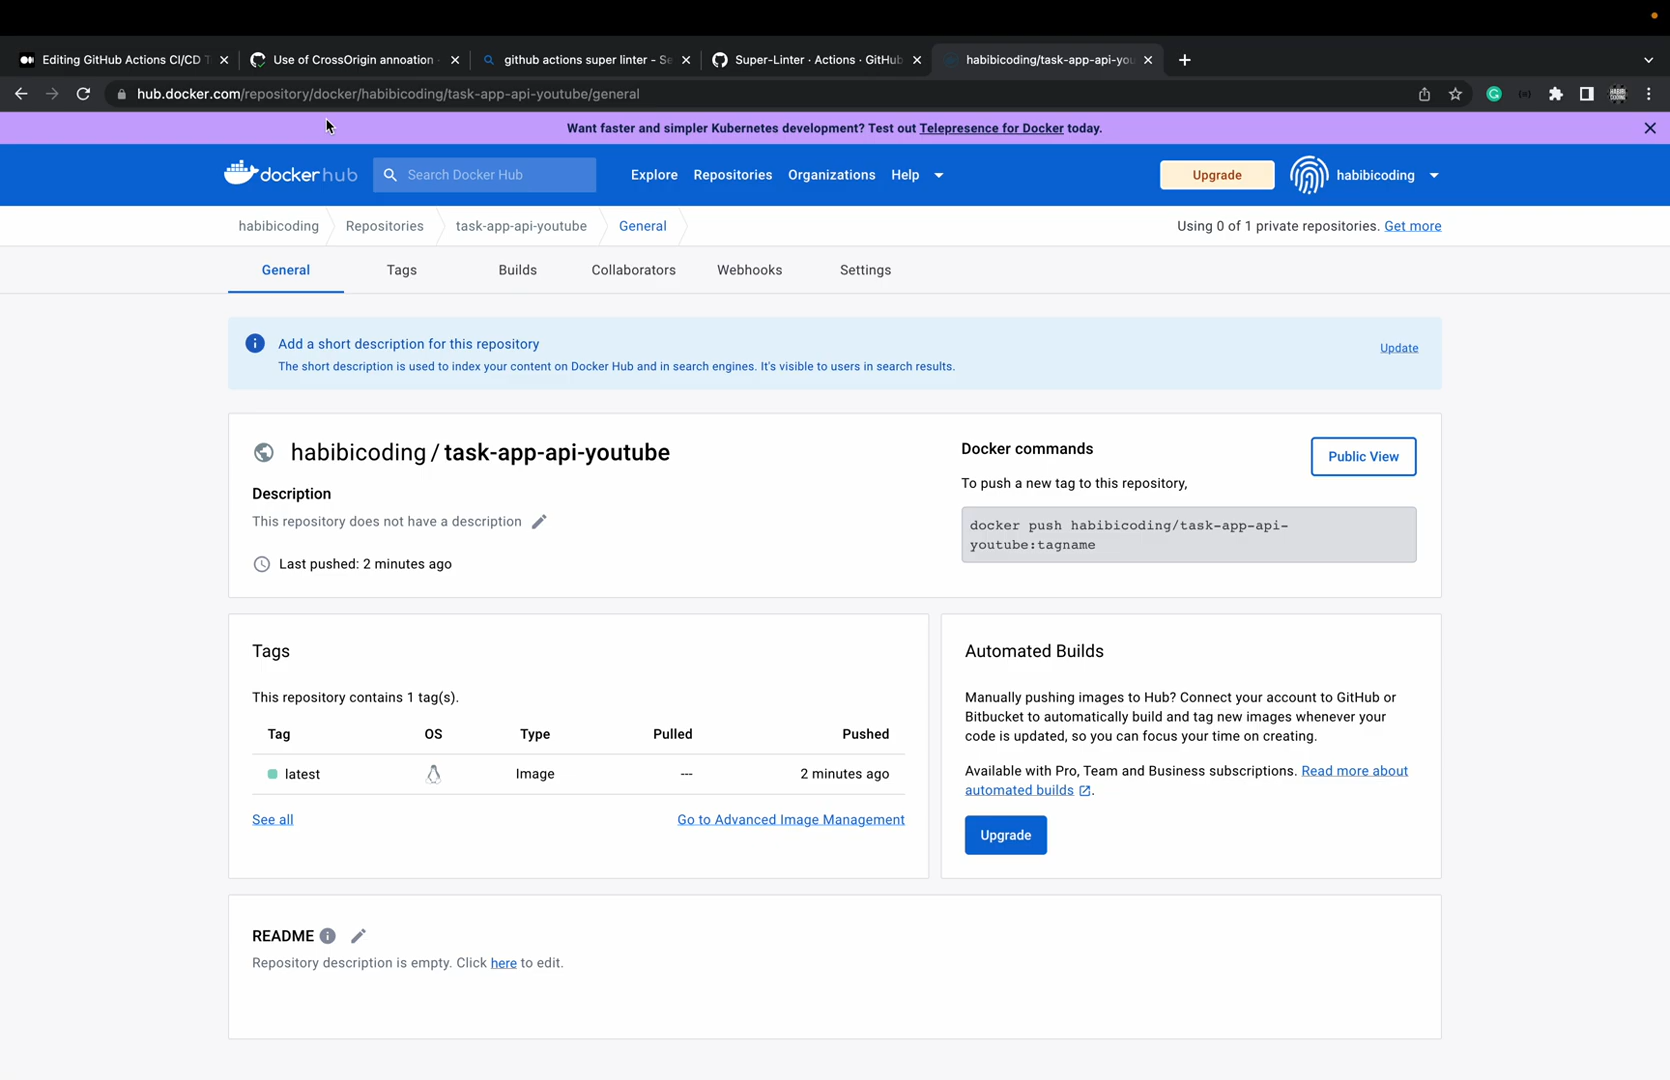 Editing GitHub Actions CI/CD
Use of CrossOrigin annoation
github actions super linter - Se
Super-Linter · Actions · GitHub
habibicoding/task-app-api-you
hub.docker.com/repository/docker/habibicoding/task-app-api-youtube/general
Want faster and simpler Kubernetes development? Test out Telepresence for Docker today.
dockerhub
Search Docker Hub
Explore
Repositories
Organizations
Help
Upgrade
habibicoding
habibicoding
Repositories
task-app-api-youtube
General
Using 0 of 1 private repositories. Get more
General
Tags
Builds
Collaborators
Webhooks
Settings
Add a short description for this repository
The short description is used to index your content on Docker Hub and in search engines. It's visible to users in search results.
Update
habibicoding / task-app-api-youtube
Description
This repository does not have a description
Last pushed: 2 minutes ago
Docker commands
Public View
To push a new tag to this repository,
docker push habibicoding/task-app-api-
youtube:tagname
Tags
This repository contains 1 tag(s).
Tag
OS
Type
Pulled
Pushed
latest
Image
---
2 minutes ago
See all
Go to Advanced Image Management
Automated Builds
Manually pushing images to Hub? Connect your account to GitHub or
Bitbucket to automatically build and tag new images whenever your
code is updated, so you can focus your time on creating.
Available with Pro, Team and Business subscriptions. Read more about
automated builds.
Upgrade
README
Repository description is empty. Click here to edit.